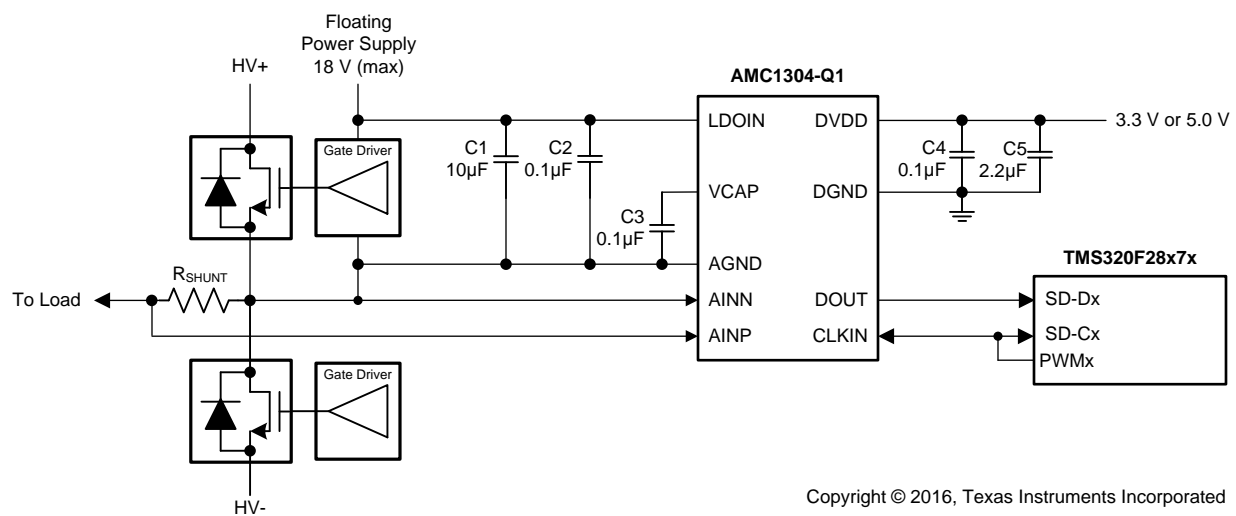 Floating
Power Supply
18 V (max)
HV+
AMC1304-Q1
LDOIN
DVDD
3.3 V or 5.0 V
Gate Driver
C1
10µF
C2
0.1µF
C4
0.1µF
C5
2.2µF
VCAP
DGND
C3
0.1µF
AGND
TMS320F28x7x
RSHUNT
To Load
AINN
DOUT
SD-Dx
AINP
CLKIN
SD-Cx
PWMx
Gate Driver
HV-
Copyright © 2016, Texas Instruments Incorporated